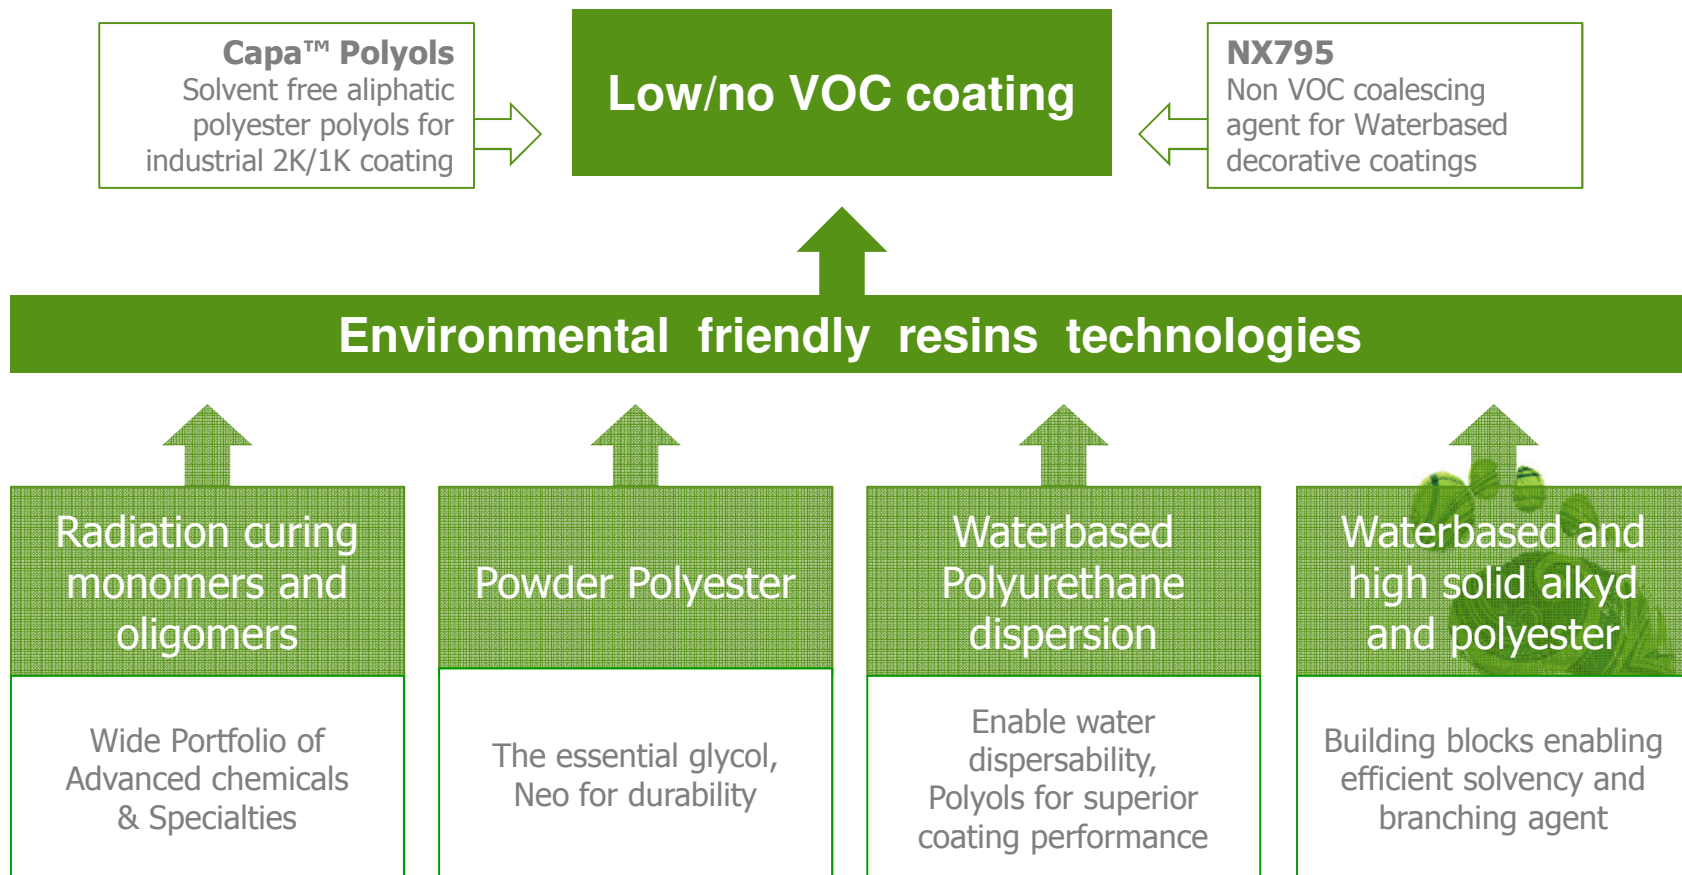 Capa™ Polyols
Solvent free aliphatic
polyester polyols for
industrial 2K/1K coating
Low/no VOC coating
NX795
Non VOC coalescing
agent for Waterbased
decorative coatings
Environmental friendly resins technologies
Radiation curing
monomers and
oligomers
Wide Portfolio of
Advanced chemicals
& Specialties
Powder Polyester
The essential glycol,
Neo for durability
Waterbased
Polyurethane
dispersion
Enable water
dispersability,
Polyols for superior
coating performance
Waterbased and
high solid alkyd
and polyester
Building blocks enabling
efficient solvency and
branching agent